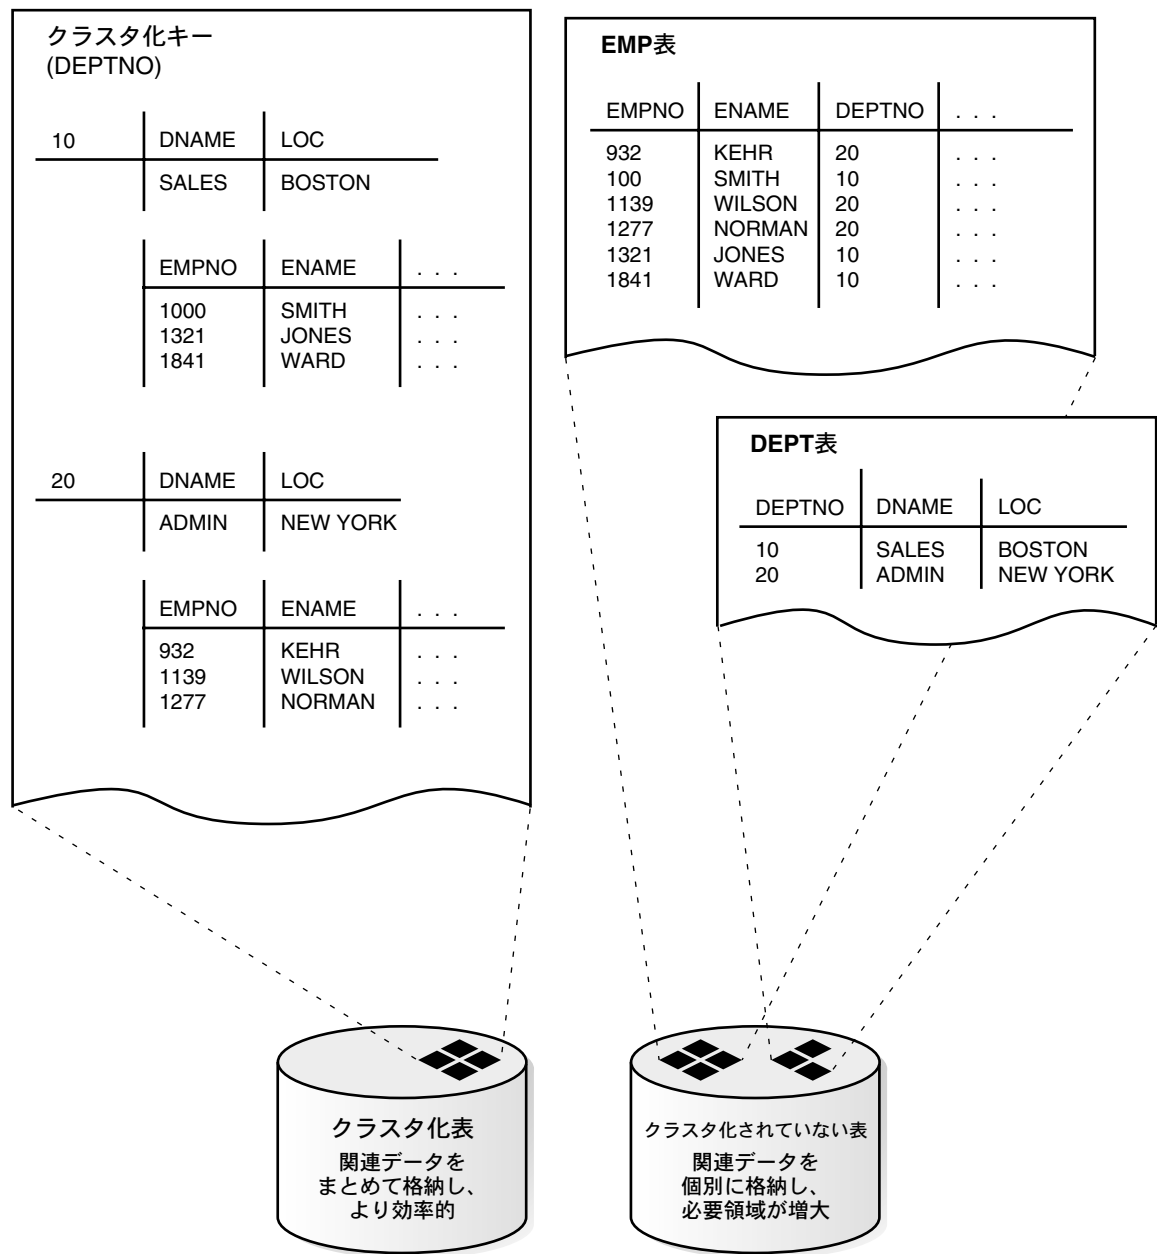 クラスタ化キー
(DEPTNO)
10 DNAME LOC
SALES BOSTON
EMPNO ENAME . . .
1000 SMITH . . .
1321 JONES . . .
1841 WARD . . .
20 DNAME LOC
ADMIN NEW YORK
EMPNO ENAME . . .
932 KEHR . . .
1139 WILSON . . .
1277 NORMAN . . .
EMP表
EMPNO ENAME DEPTNO . . .
932 KEHR 20 . . .
100 SMITH 10 . . .
1139 WILSON 20 . . .
1277 NORMAN 20 . . .
1321 JONES 10 . . .
1841 WARD 10 . . .
DEPT表
DEPTNO DNAME LOC
10 SALES BOSTON
20 ADMIN NEW YORK
クラスタ化表
関連データを
まとめて格納し、
より効率的
クラスタ化されていない表
関連データを
個別に格納し、
必要領域が増大